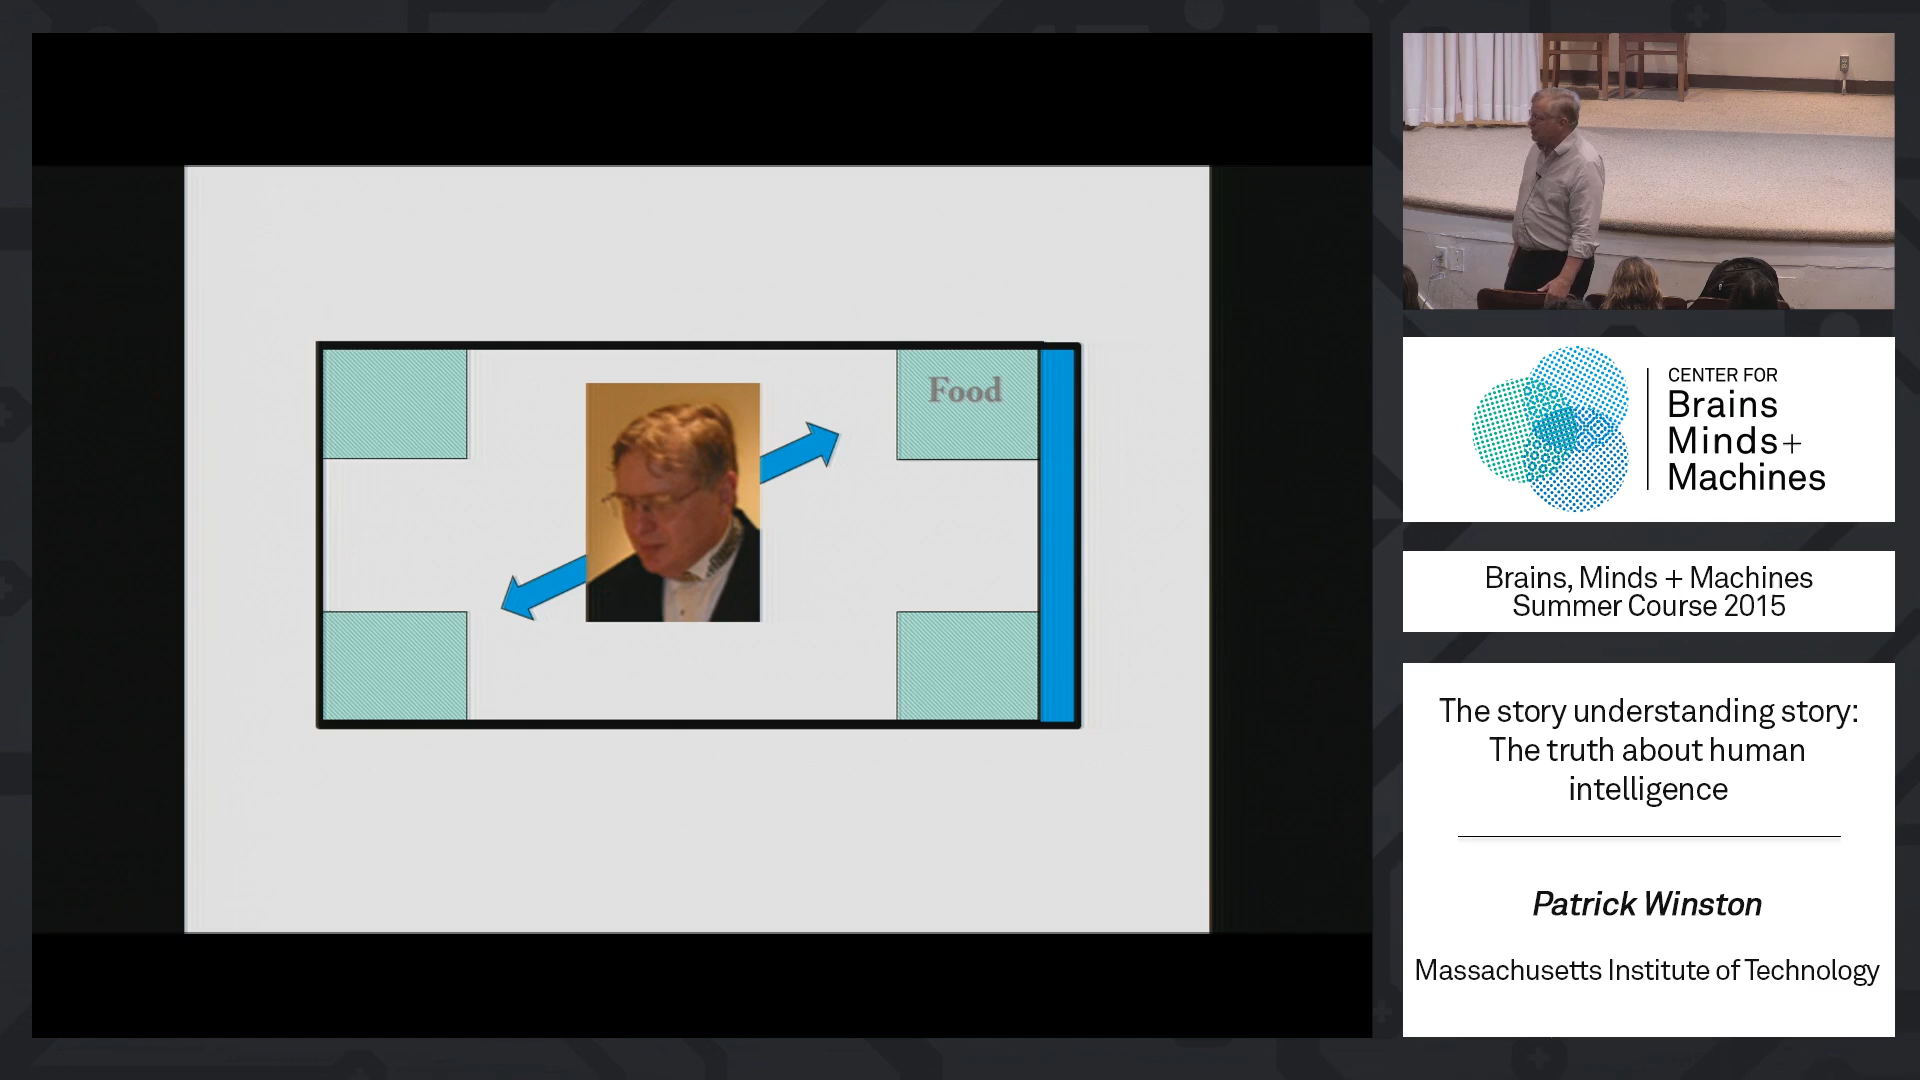 Food
CENTER FOR
Brains
Minds+
Machines
Brains, Minds + Machines
Summer Course 2015
The story understanding story:
The truth about human
intelligence
Patrick Winston
Massachusetts Institute of Technology